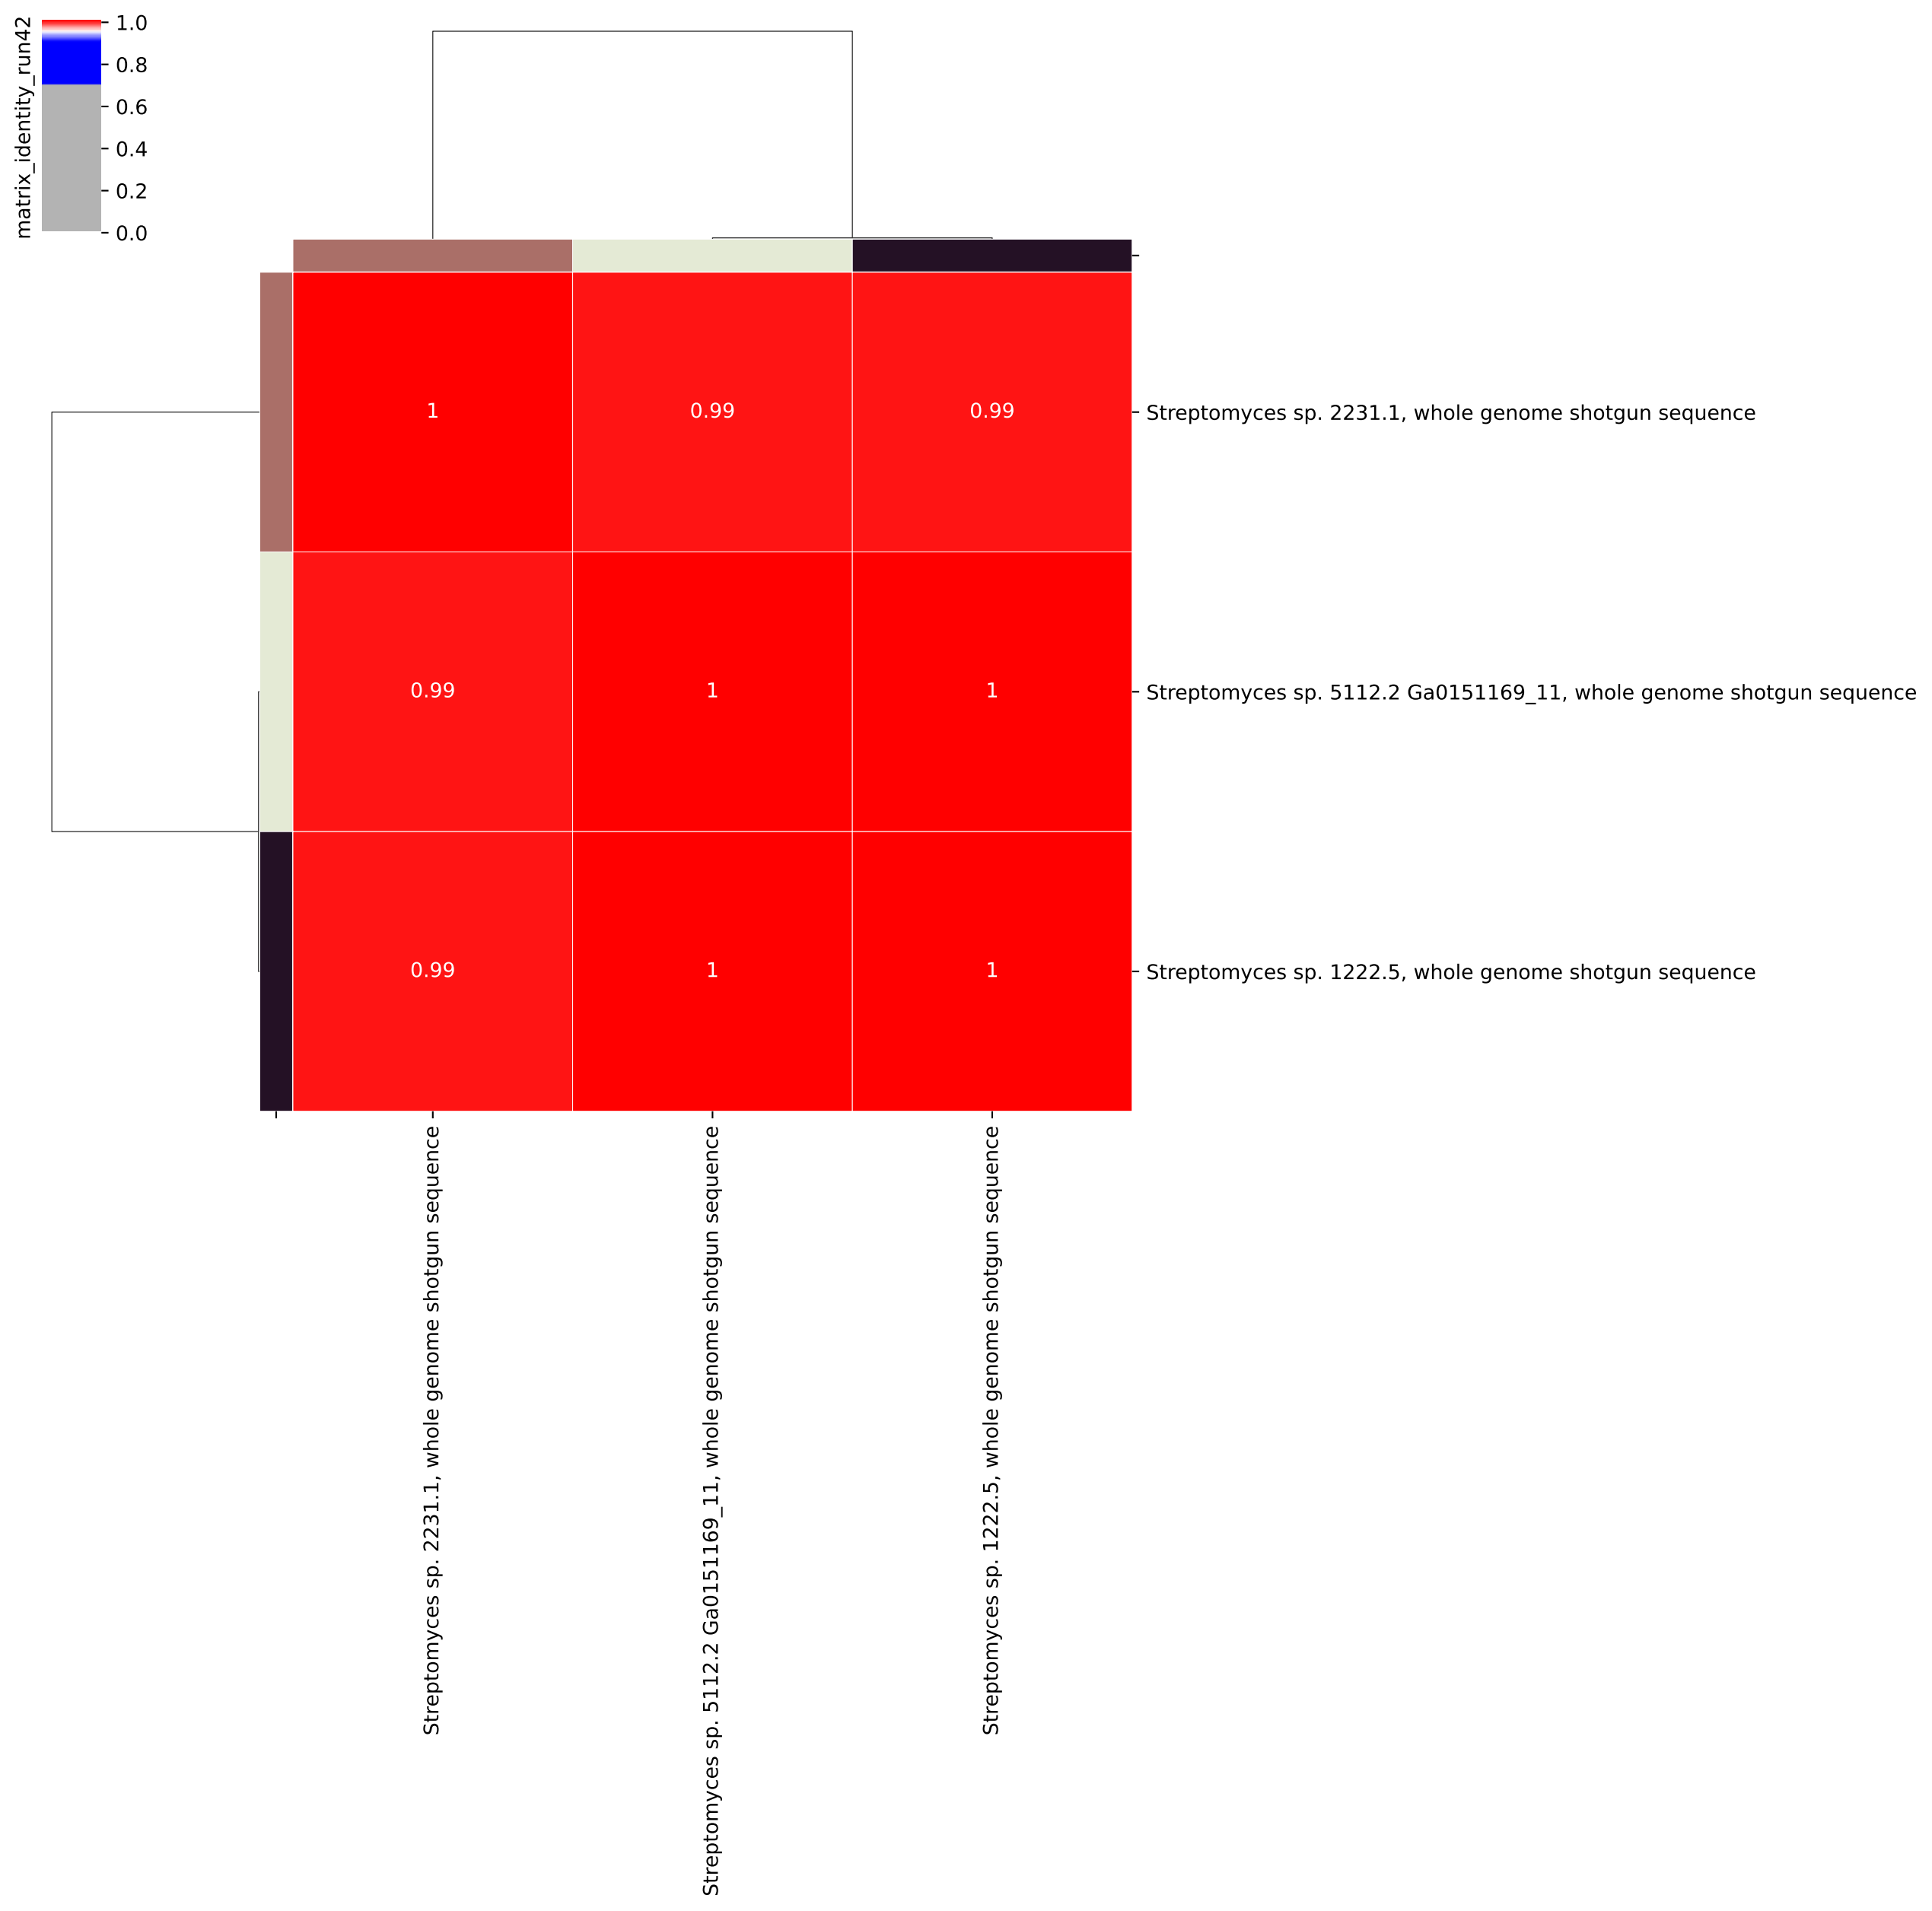 matrix_identity_run42
1.0
0.8
0.6
0.4
0.2
0.0
1 0.99 0.99
Streptomyces sp. 2231.1, whole genome shotgun sequence
0.99 1 1
Streptomyces sp. 5112.2 Ga0151169_11, whole genome shotgun sequence
0.99 1 1
Streptomyces sp. 1222.5, whole genome shotgun sequence
Streptomyces sp. 2231.1, whole genome shotgun sequence
Streptomyces sp. 5112.2 Ga0151169_11, whole genome shotgun sequence
Streptomyces sp. 1222.5, whole genome shotgun sequence